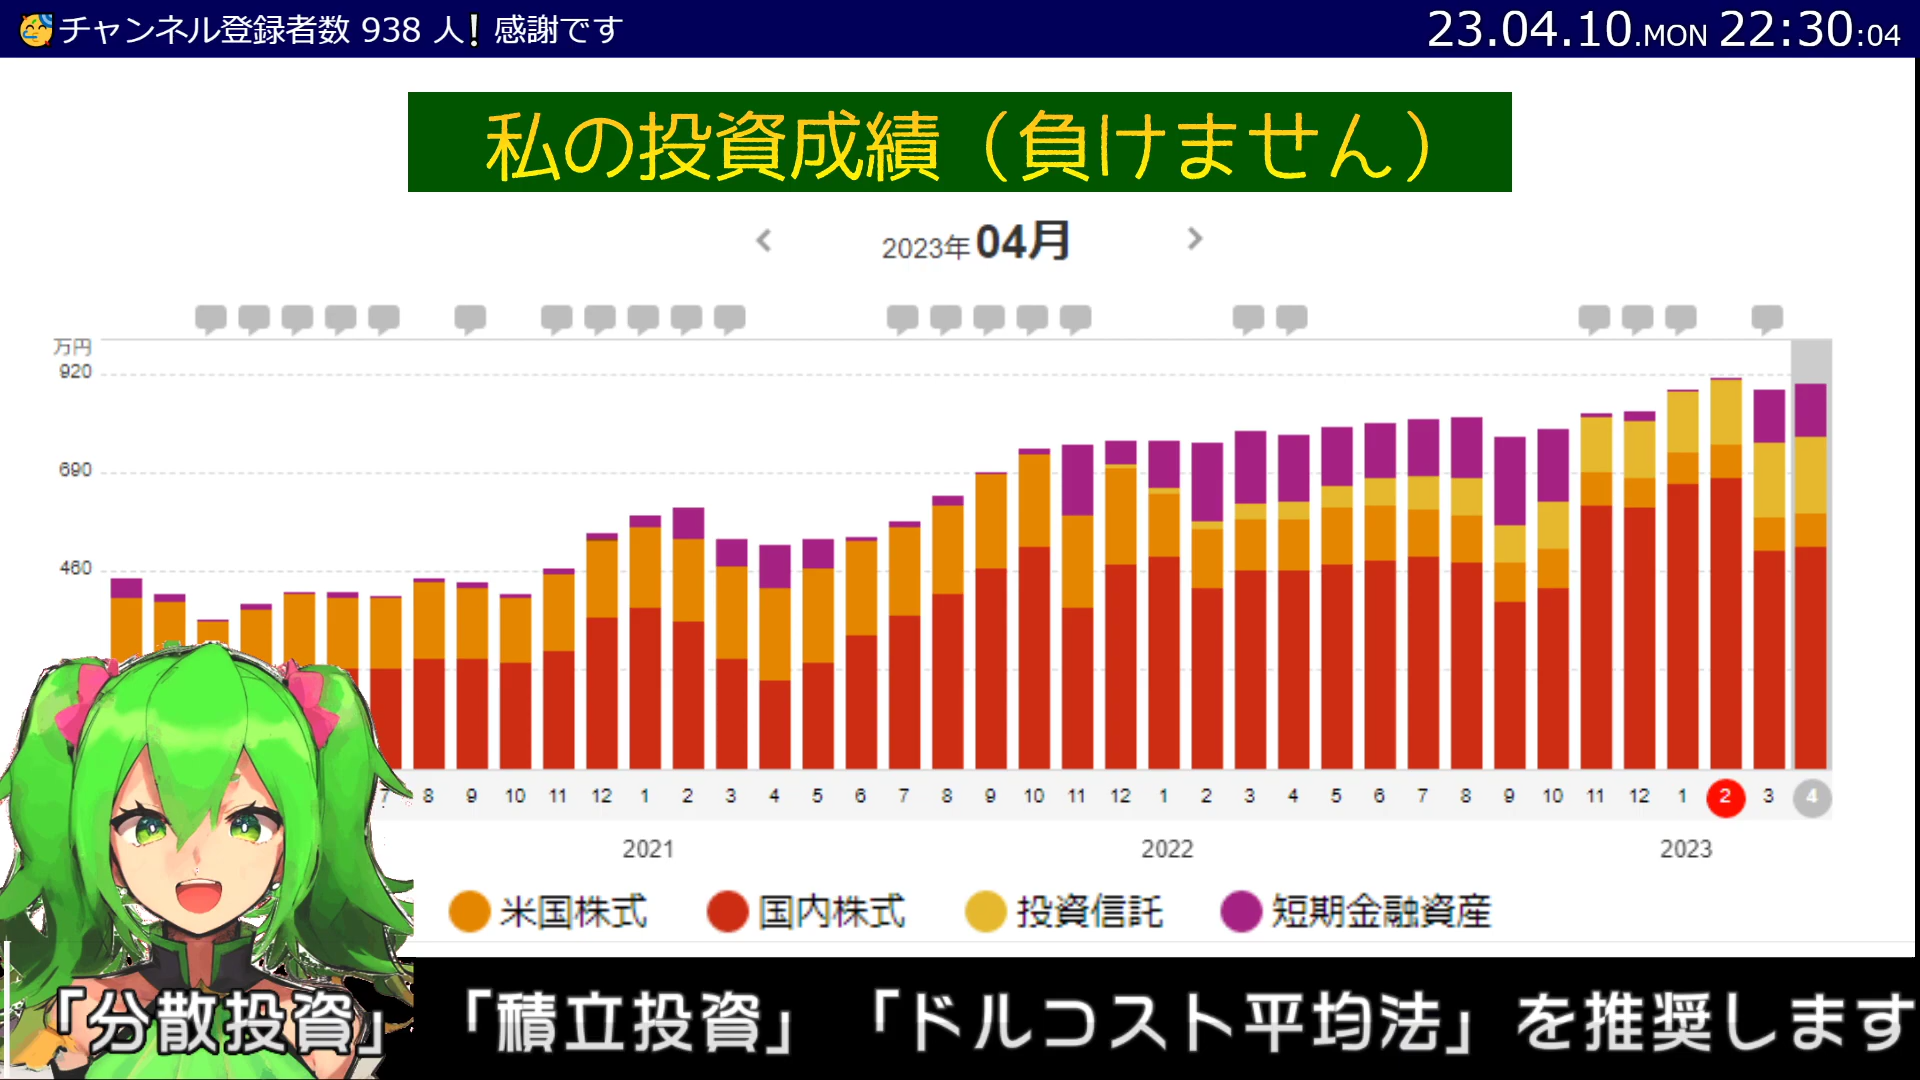 🥳チャンネル登録者数 938 人❗感謝です
23.04.10.MON 22:30:04
私の投資成績（負けません）
2023年04月
万円
920
690
460
7 8 9 10 11 12 1 2 3 4 5 6 7 8 9 10 11 12 1 2 3 4 5 6 7 8 9 10 11 12 1 2 3 4
2021 2022 2023
米国株式 国内株式 投資信託 短期金融資産
「分散投資」「積立投資」「ドルコスト平均法」を推奨します